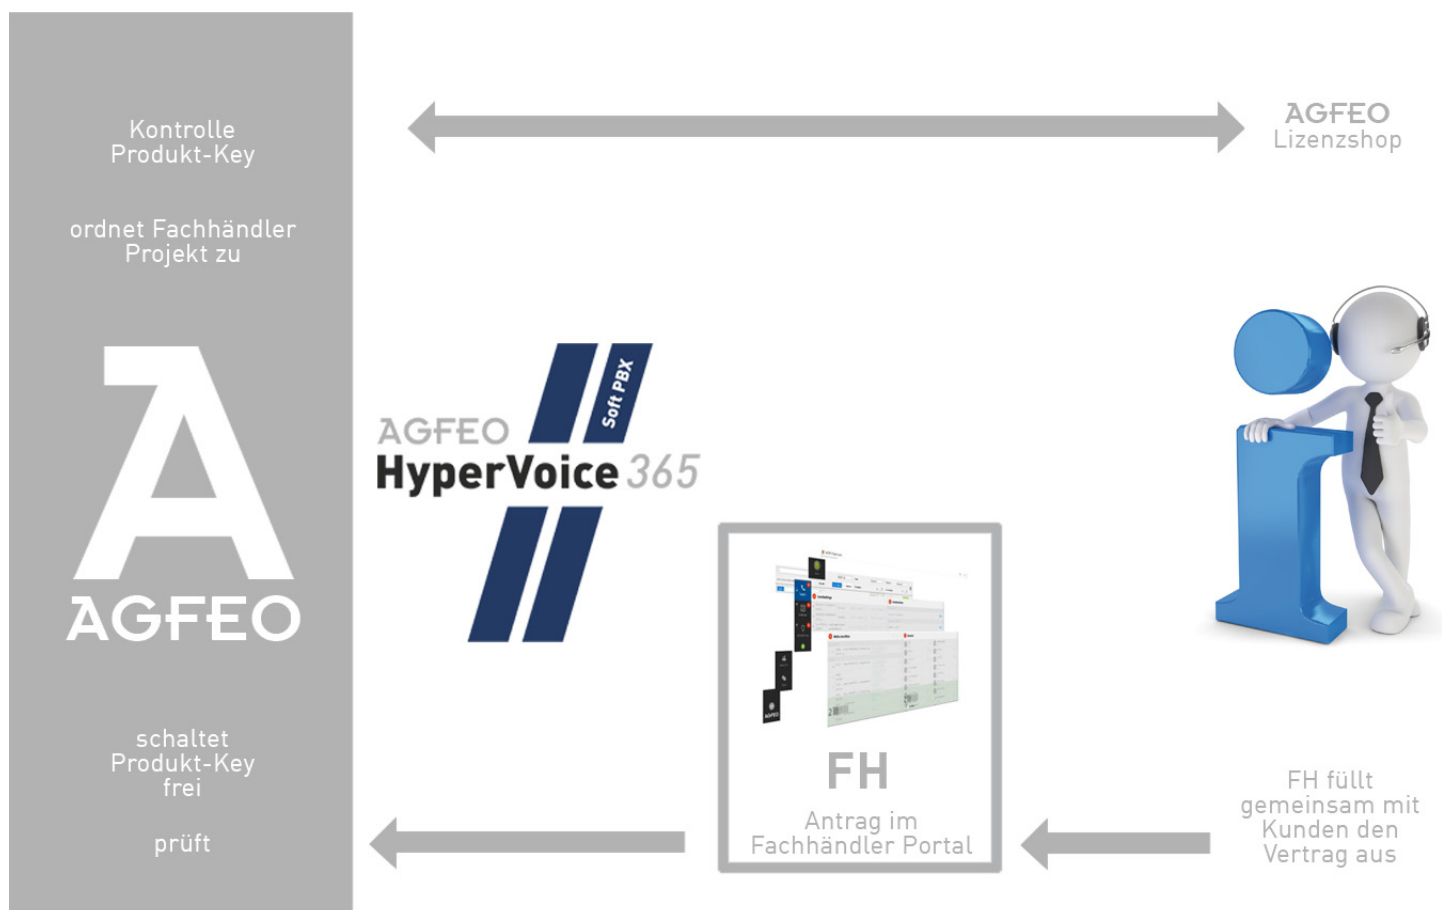 Kontrolle
Produkt-Key
ordnet Fachhändler
Projekt zu
AGFEO
schaltet
Produkt-Key
frei
prüft
AGFEO
Lizenzshop
Soft PBX
AGFEO
HyperVoice 365
AGFEO
FH
Antrag im
Fachhändler Portal
FH füllt
gemeinsam mit
Kunden den
Vertrag aus